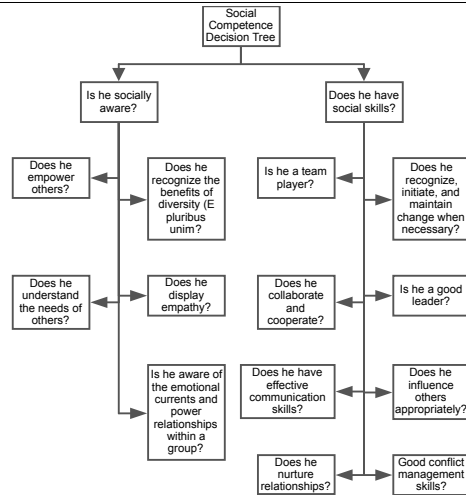 Social
Competence
Decision Tree
Is he socially
aware?
Does he have
social skills?
Does he
empower
others?
Does he
recognize the
benefits of
diversity (E
pluribus
unim?
Is he a team
player?
Does he
recognize,
initiate, and
maintain
change when
necessary?
Does he
understand
the needs of
others?
Does he
display
empathy?
Does he
collaborate
and
cooperate?
Is he a good
leader?
Is he aware of
the emotional
currents and
power
relationships
within a
group?
Does he have
effective
communication
skills?
Does he
influence
others
appropriately?
Does he
nurture
relationships?
Good conflict
management
skills?